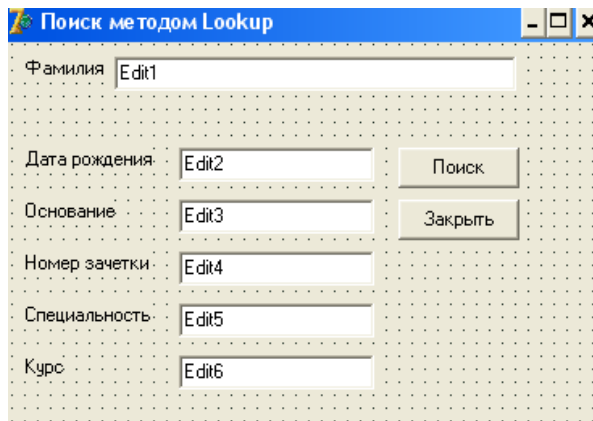 Поиск методом Lookup
Фамилия Edit1
Дата рождения Edit2 Поиск
Основание Edit3 Закрыть
Номер зачетки Edit4
Специальность Edit5
Курс Edit6